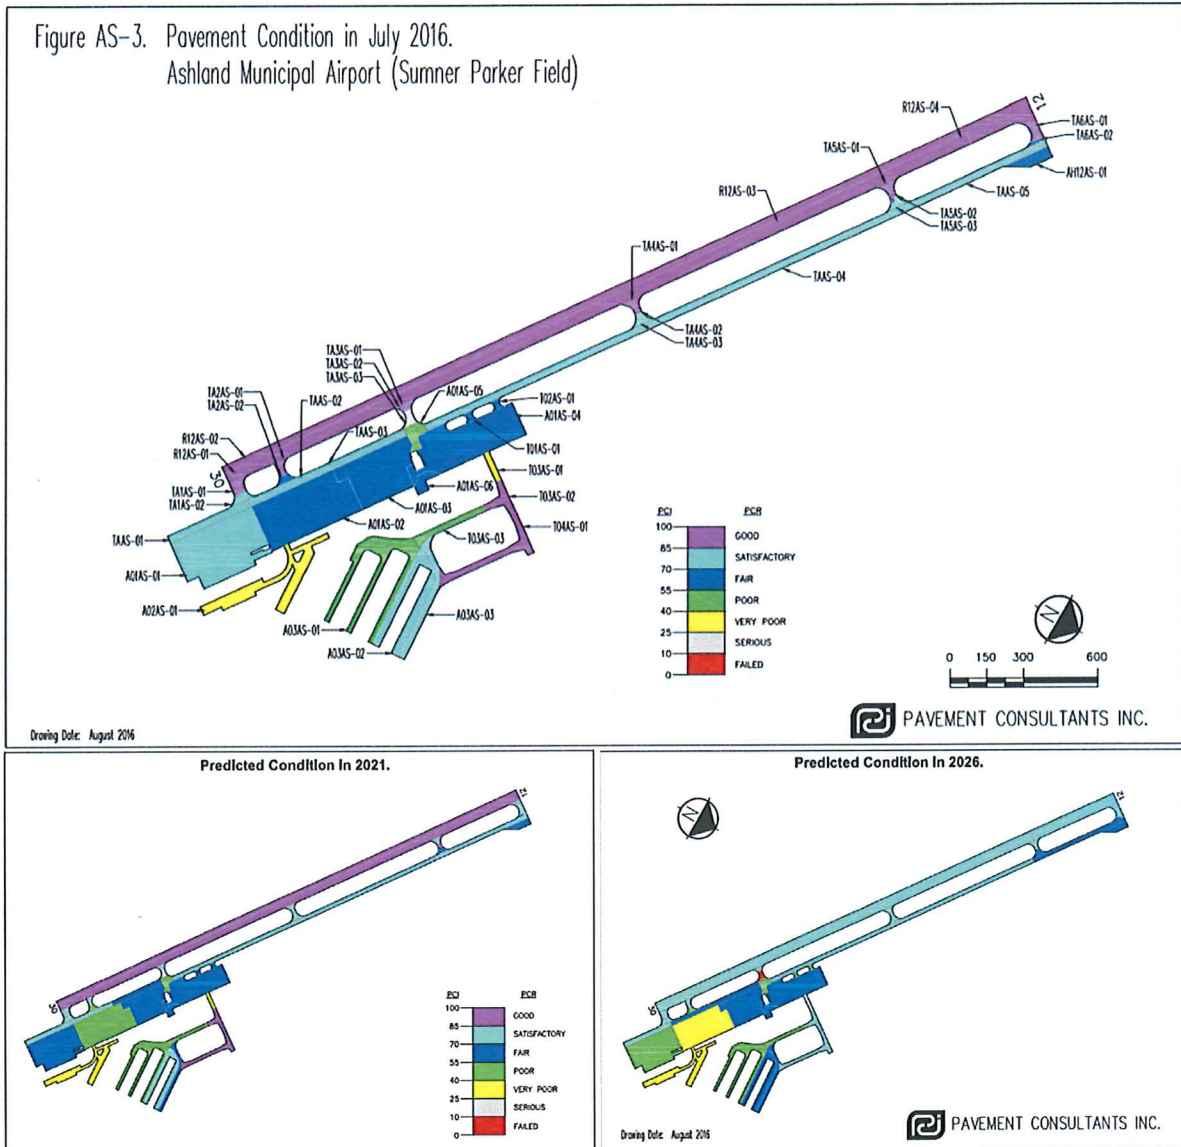 Figure AS-3. Pavement Condition in July 2016.
Ashland Municipal Airport (Sumner Parker Field)
12
R12AS-04
TA6AS-01
TA6AS-02
TA5AS-01
AH12AS-01
R12AS-03
TAAS-05
TA5AS-02
TA5AS-03
TA4AS-01
TAAS-04
TA4AS-02
TA4AS-03
TA3AS-01
TA3AS-02
TA3AS-03
TA2AS-01
TA2AS-02
TAAS-02
A01AS-05
T02AS-01
A01AS-04
TAAS-03
R12AS-02
R12AS-01
T01AS-01
30
T03AS-01
TA1AS-01
TA1AS-02
A01AS-06
T03AS-02
A01AS-03
A01AS-02
T04AS-01
TAAS-01
T03AS-03
A01AS-01
A02AS-01
A03AS-03
A03AS-01
A03AS-02
PCI PCR
100
GOOD
85
SATISFACTORY
70
FAIR
55
POOR
40
VERY POOR
25
SERIOUS
10
FAILED
0
N
0 150 300 600
PAVEMENT CONSULTANTS INC.
Drawing Date: August 2016
Predicted Condition in 2021.
12
30
PCI PCR
100
GOOD
85
SATISFACTORY
70
FAIR
55
POOR
40
VERY POOR
25
SERIOUS
10
FAILED
0
Predicted Condition in 2026.
N
12
30
Drawing Date: August 2016
PAVEMENT CONSULTANTS INC.